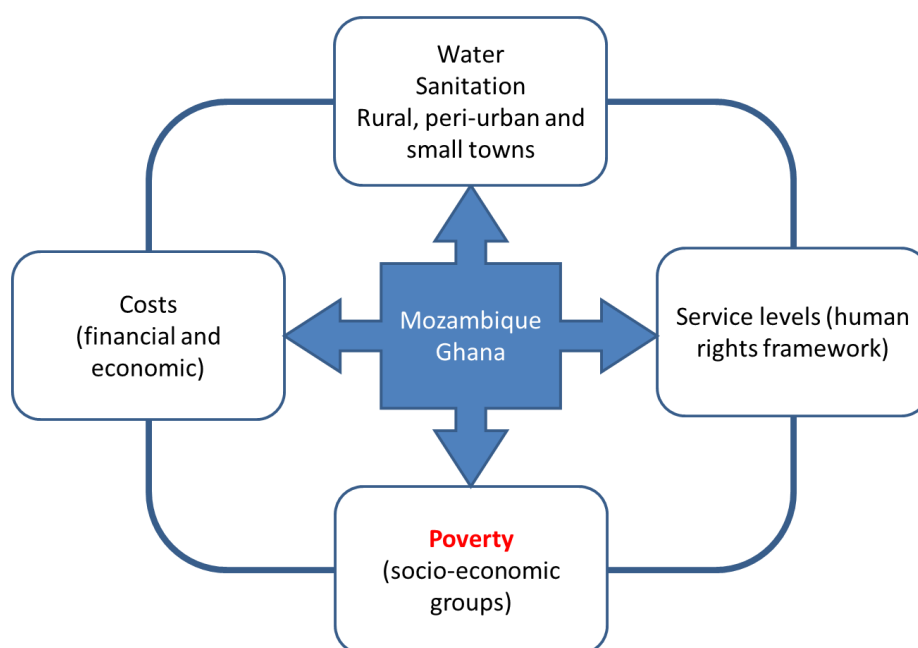 Water
Sanitation
Rural, peri-urban and
small towns
Costs
(financial and
economic)
Mozambique
Ghana
Service levels (human
rights framework)
Poverty
(socio-economic
groups)